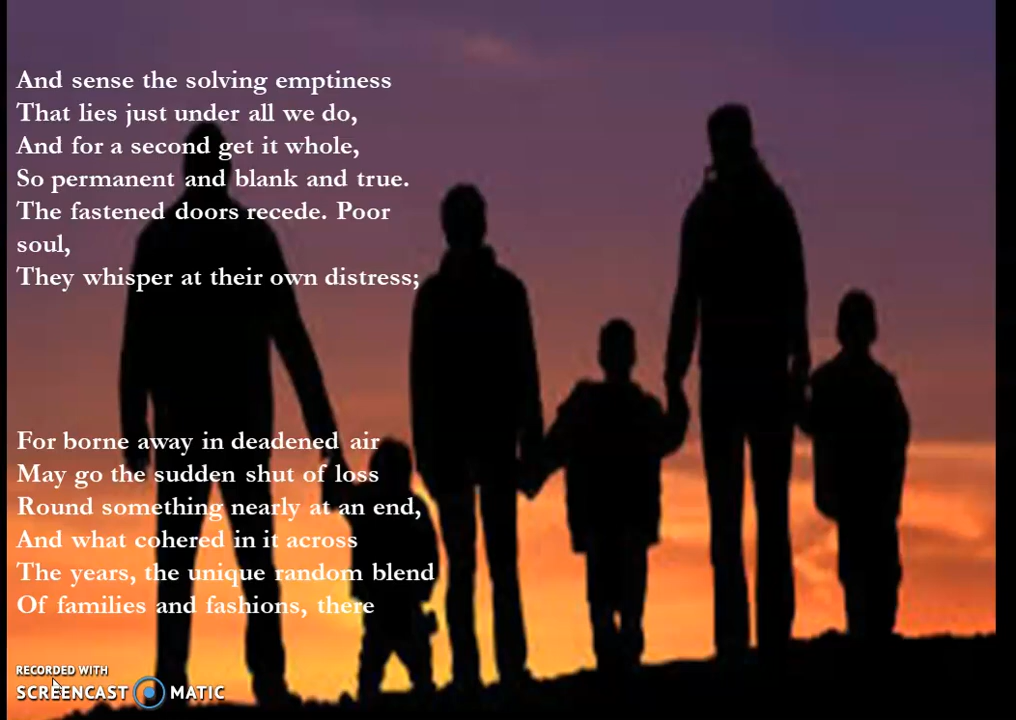 And sense the solving emptiness
That lies just under all we do,
And for a second get it whole,
So permanent and blank and true.
The fastened doors recede. Poor
soul,
They whisper at their own distress;
For borne away in deadened air
May go the sudden shut of loss
Round something nearly at an end,
And what cohered in it across
The years, the unique random blend
Of families and fashions, there
RECORDED WITH
SCREENCAST MATIC